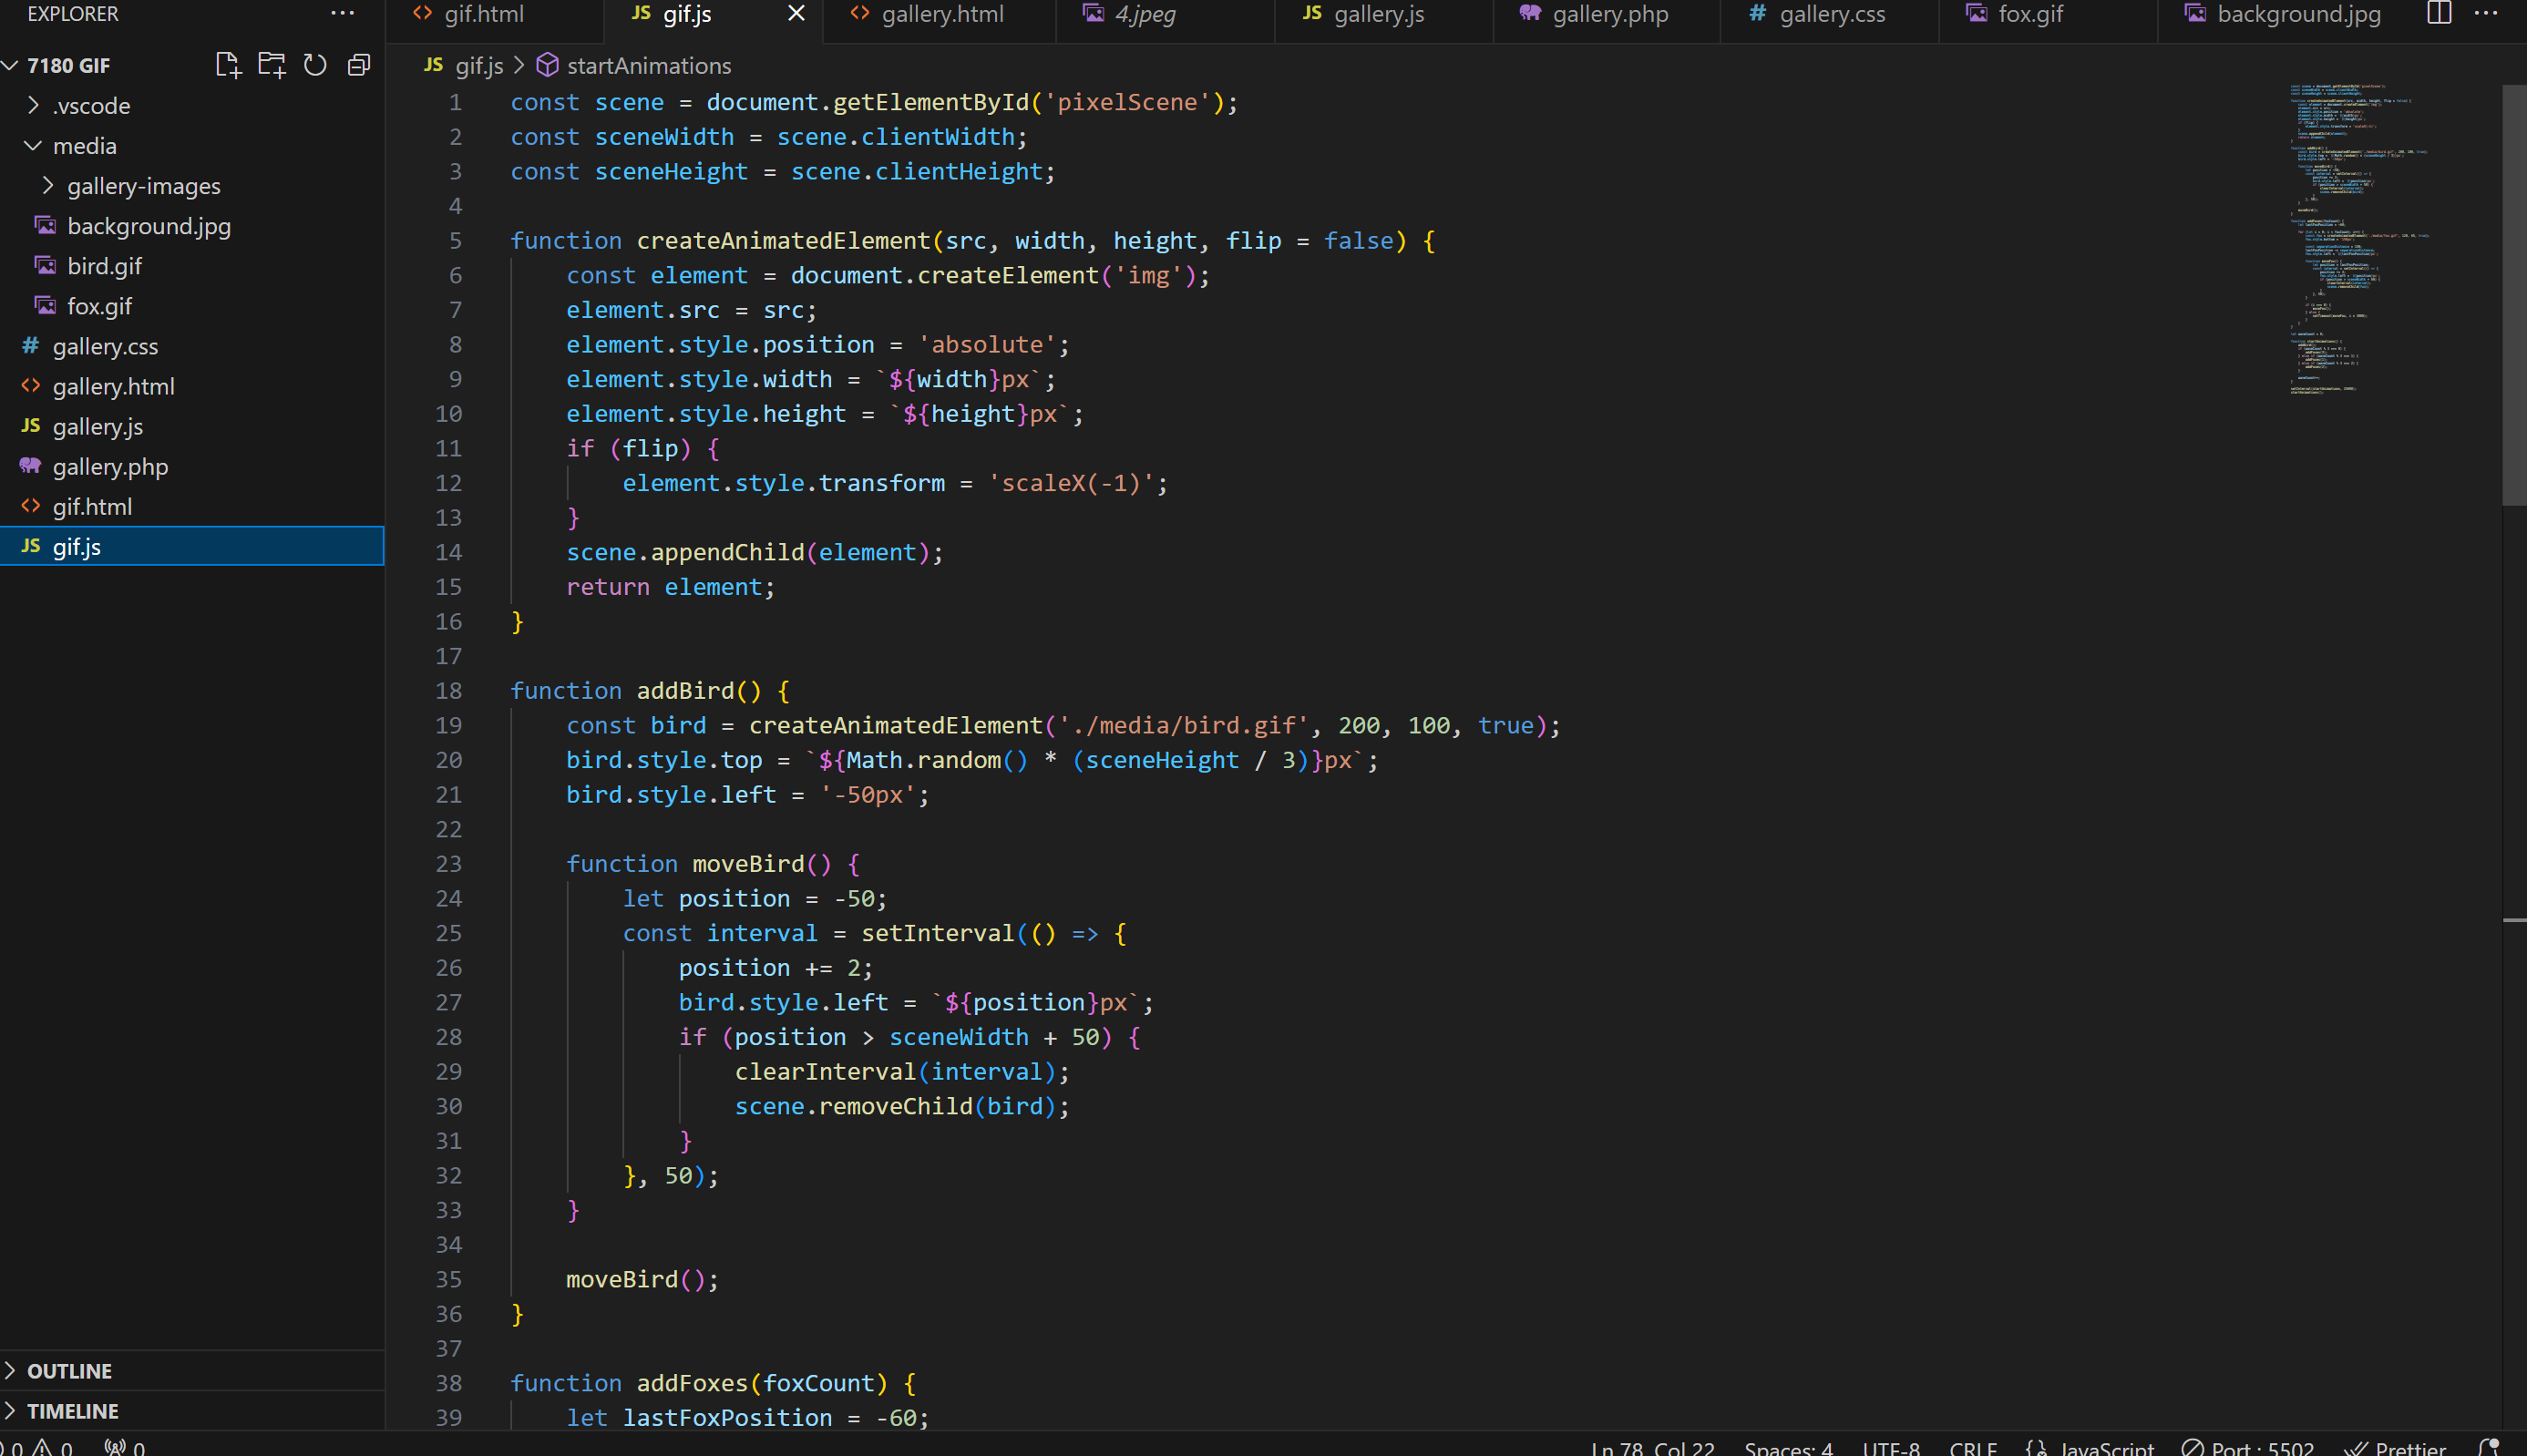 EXPLORER ···
gif.html
JS gif.js
gallery.html
4.jpeg
JS gallery.js
gallery.php
# gallery.css
fox.gif
background.jpg
···
7180 GIF
.vscode
media
gallery-images
background.jpg
bird.gif
fox.gif
# gallery.css
<> gallery.html
JS gallery.js
gallery.php
<> gif.html
JS gif.js
OUTLINE
TIMELINE
JS gif.js > startAnimations
1 const scene = document.getElementById('pixelScene');
2 const sceneWidth = scene.clientWidth;
3 const sceneHeight = scene.clientHeight;
4
5 function createAnimatedElement(src, width, height, flip = false) {
6     const element = document.createElement('img');
7     element.src = src;
8     element.style.position = 'absolute';
9     element.style.width = `${width}px`;
10     element.style.height = `${height}px`;
11     if (flip) {
12         element.style.transform = 'scaleX(-1)';
13     }
14     scene.appendChild(element);
15     return element;
16 }
17
18 function addBird() {
19     const bird = createAnimatedElement('./media/bird.gif', 200, 100, true);
20     bird.style.top = `${Math.random() * (sceneHeight / 3)}px`;
21     bird.style.left = '-50px';
22
23     function moveBird() {
24         let position = -50;
25         const interval = setInterval(() => {
26             position += 2;
27             bird.style.left = `${position}px`;
28             if (position > sceneWidth + 50) {
29                 clearInterval(interval);
30                 scene.removeChild(bird);
31             }
32         }, 50);
33     }
34
35     moveBird();
36 }
37
38 function addFoxes(foxCount) {
39     let lastFoxPosition = -60;
0 0 0
Ln 78, Col 22 Spaces: 4 UTF-8 CRLF {} JavaScript Port : 5502 Prettier